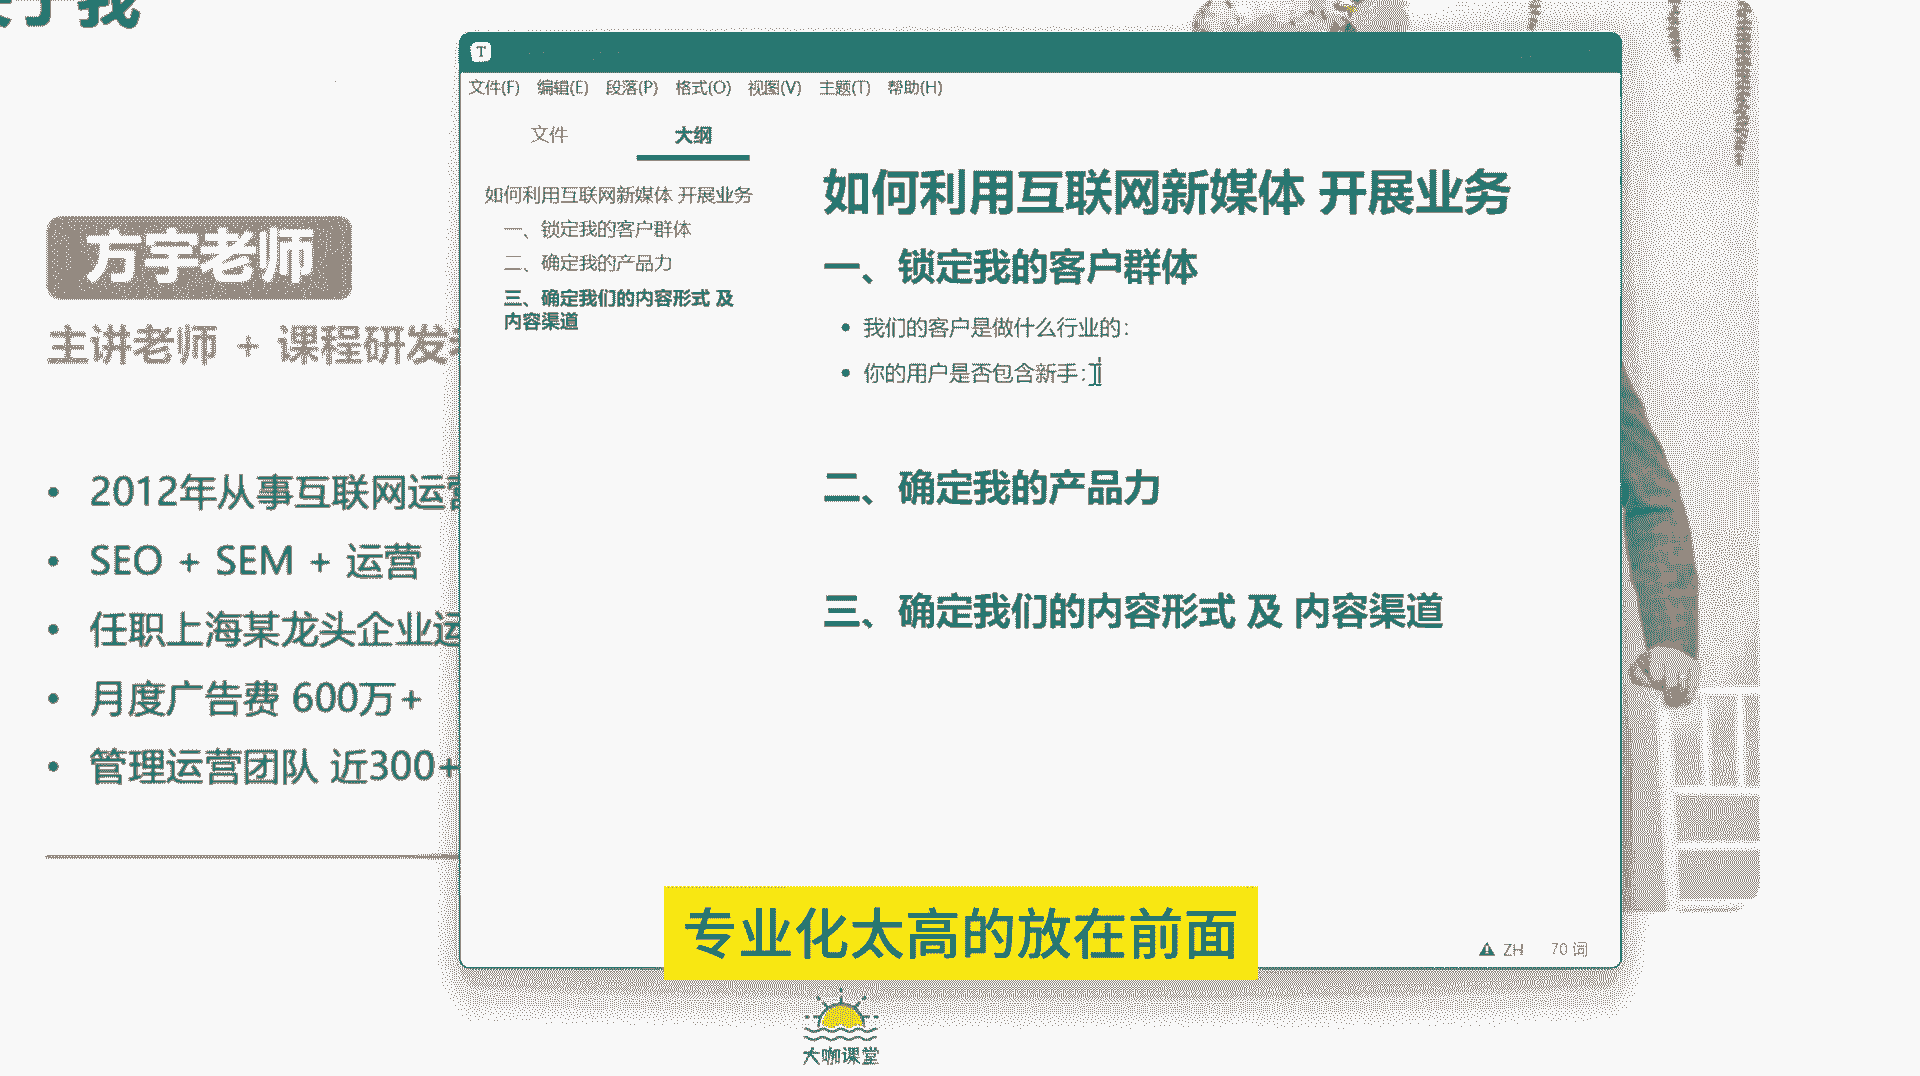 方宇老师
主讲老师 + 课程研发
2012年从事互联网运营
SEO + SEM + 运营
任职上海某龙头企业运
月度广告费 600万+
管理运营团队 近300+
T
文件(F) 编辑(E) 段落(P) 格式(O) 视图(V) 主题(T) 帮助(H)
文件 大纲
如何利用互联网新媒体 开展业务
一、锁定我的客户群体
二、确定我的产品力
三、确定我们的内容形式 及
内容渠道
如何利用互联网新媒体 开展业务
一、锁定我的客户群体
我们的客户是做什么行业的：
你的用户是否包含新手：
二、确定我的产品力
三、确定我们的内容形式 及 内容渠道
ZH 70 词
专业化太高的放在前面
大咖课堂